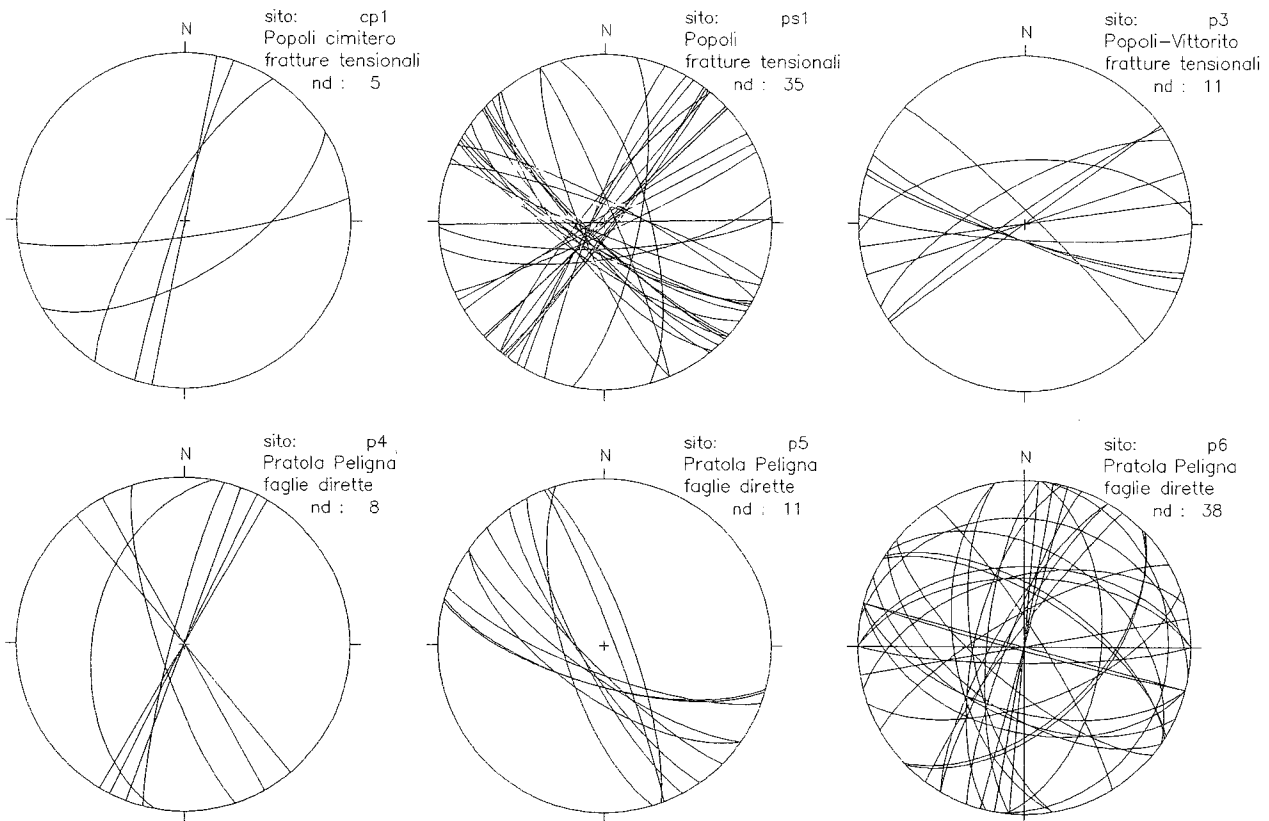 sito: cp1
Popoli cimitero
fratture tensionali
nd : 5
N
sito: ps1
Popoli
fratture tensionali
nd : 35
N
sito: p3
Popoli-Vittorito
fratture tensionali
nd : 11
N
sito: p4
Pratola Peligna
faglie dirette
nd : 8
N
sito: p5
Pratola Peligna
faglie dirette
nd : 11
N
sito: p6
Pratola Peligna
faglie dirette
nd : 38
N